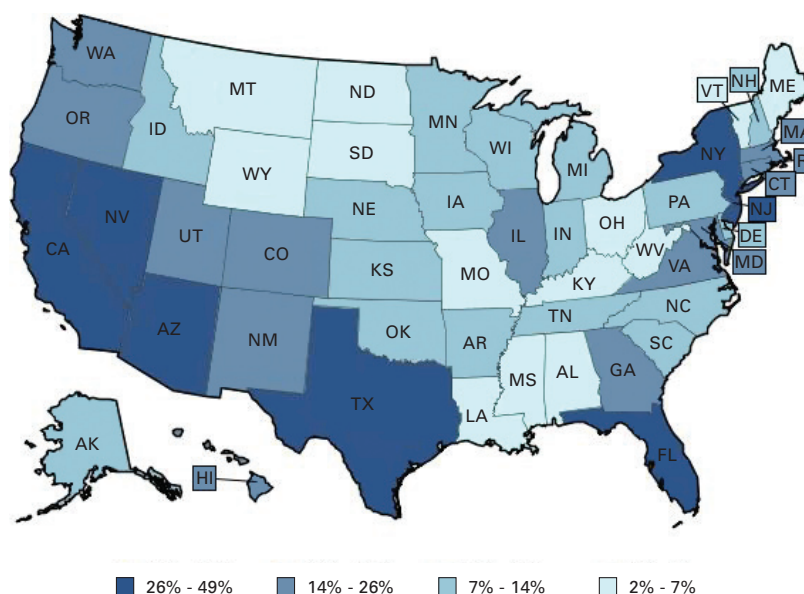 WA
MT
ND
MN
VT
NH
ME
OR
ID
WY
SD
WI
MI
NY
MA
CT
NV
UT
CO
NE
IA
IL
IN
OH
PA
NJ
DE
MD
CA
KS
MO
KY
WV
VA
AZ
NM
OK
AR
TN
NC
SC
TX
LA
MS
AL
GA
FL
AK
HI
26% - 49% 14% - 26% 7% - 14% 2% - 7%